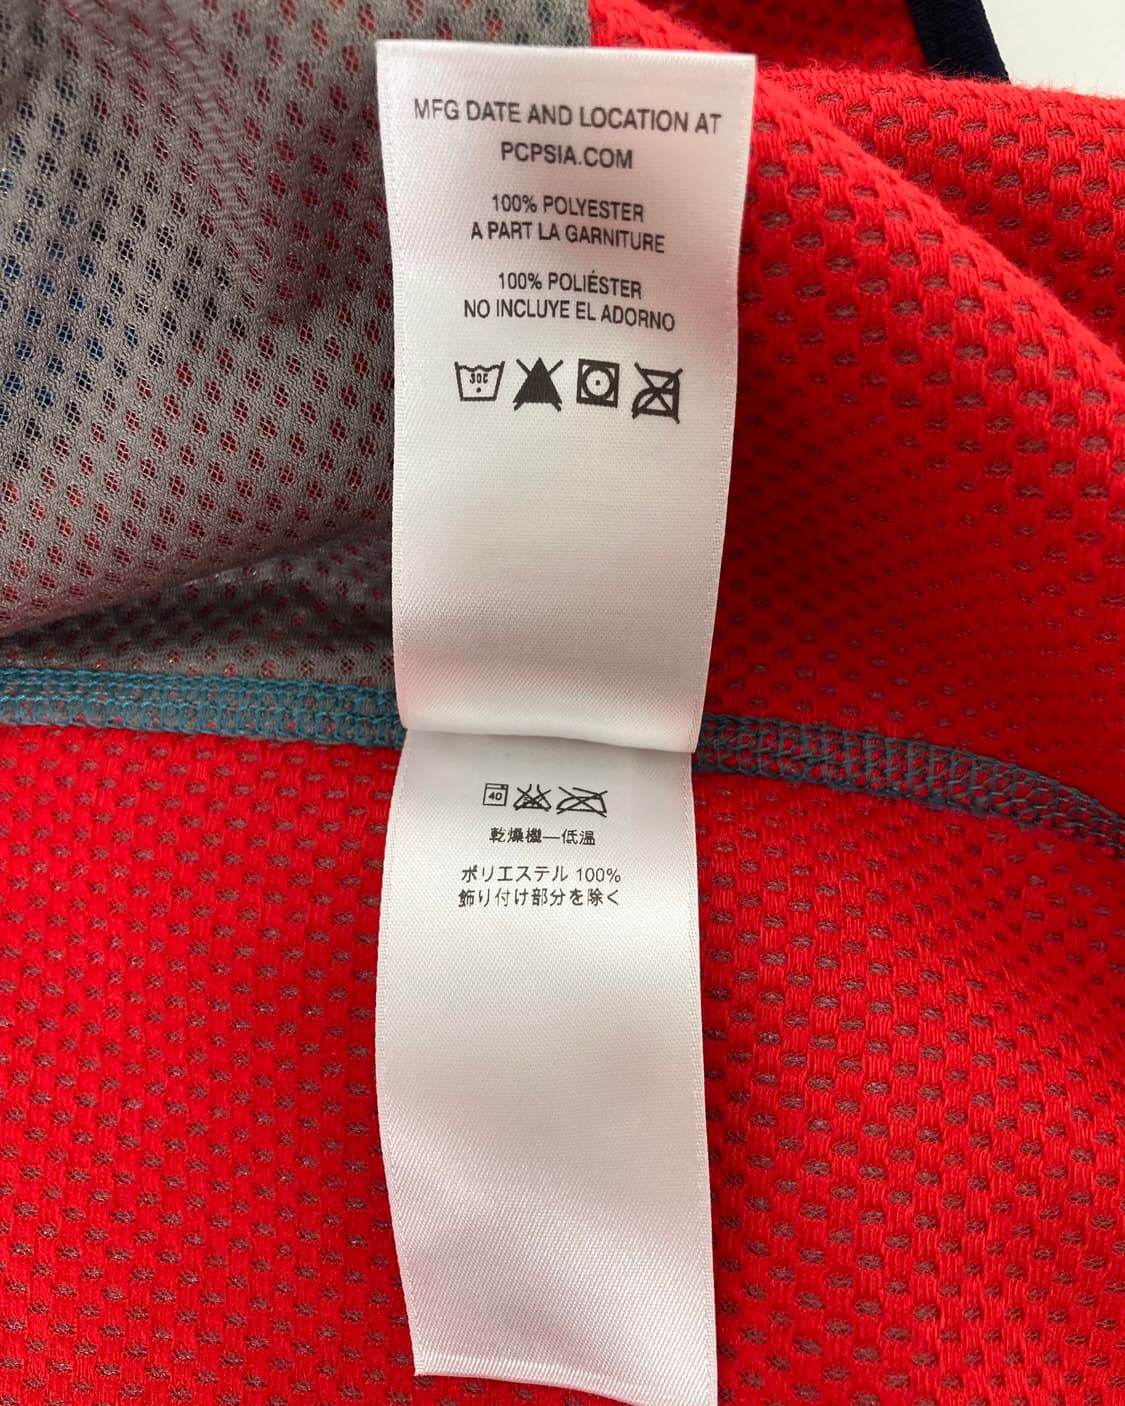 MFG DATE AND LOCATION AT
PCPSIA.COM
100% POLYESTER
A PART LA GARNITURE
100% POLIÉSTER
NO INCLUYE EL ADORNO
30C
40
乾燥機—低温
ポリエステル 100%
飾り付け部分を除く